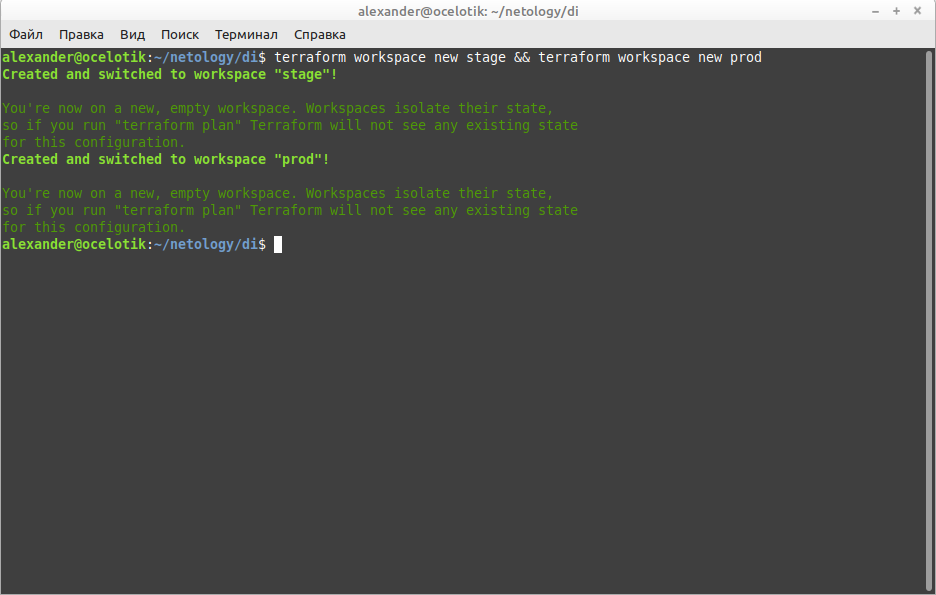 alexander@ocelotik: ~/netology/di
Файл Правка Вид Поиск Терминал Справка
alexander@ocelotik:~/netology/di$ terraform workspace new stage && terraform workspace new prod
Created and switched to workspace "stage"!
You're now on a new, empty workspace. Workspaces isolate their state,
so if you run "terraform plan" Terraform will not see any existing state
for this configuration.
Created and switched to workspace "prod"!
You're now on a new, empty workspace. Workspaces isolate their state,
so if you run "terraform plan" Terraform will not see any existing state
for this configuration.
alexander@ocelotik:~/netology/di$